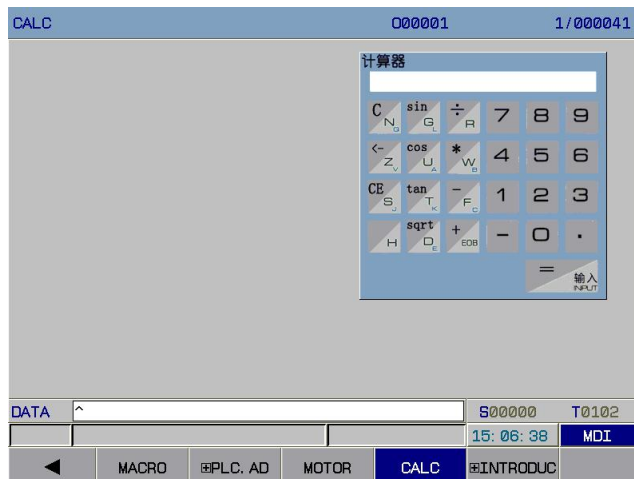 CALC O00001 1/000041
计算器
C N Q sin G L ÷ R 7 8 9
<- Z V cos U A * W B 4 5 6
CE S J tan T K - F C 1 2 3
H sqrt D E + EOB - 0 .
= 输入 INPUT
DATA ^ S00000 T0102
15:06:38 MDI
◀ MACRO ⊞PLC. AD MOTOR CALC ⊞INTRODUC